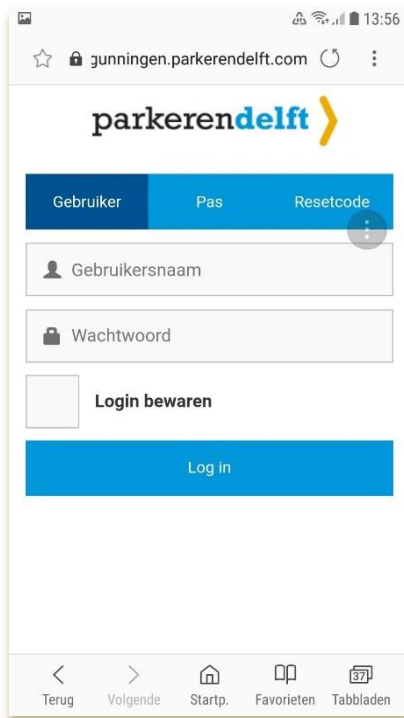 13:56
gunningen.parkerendelft.com
parkerendelft
Gebruiker Pas Resetcode
Gebruikersnaam
Wachtwoord
Login bewaren
Log in
37
Terug Volgende Startp. Favorieten Tabbladen